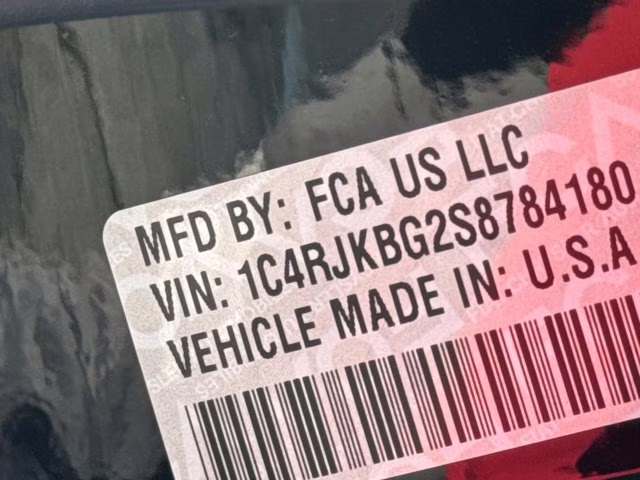 MFD BY: FCA US LLC
VIN: 1C4RJKBG2S8784180
VEHICLE MADE IN: U.S.A